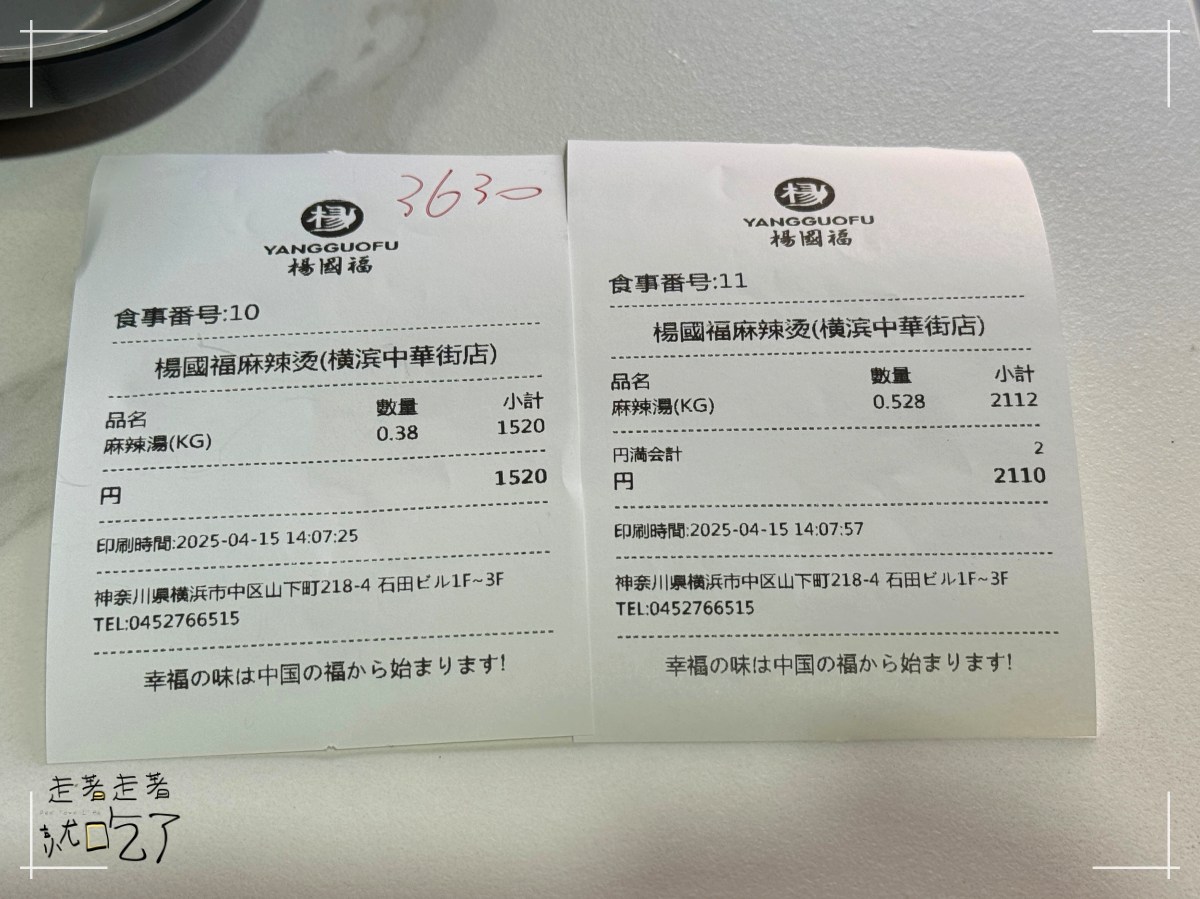 3630
楊
YANGGUOFU
楊國福
食事番号:10
楊國福麻辣烫(横浜中華街店)
品名 數量 小計
麻辣湯(KG) 0.38 1520
円 1520
印刷時間:2025-04-15 14:07:25
神奈川県横浜市中区山下町218-4 石田ビル1F~3F
TEL:0452766515
幸福の味は中国の福から始まります!
楊
YANGGUOFU
楊國福
食事番号:11
楊國福麻辣烫(横滨中華街店)
品名 數量 小計
麻辣湯(KG) 0.528 2112
円満会計 2
円 2110
印刷時間:2025-04-15 14:07:57
神奈川県横浜市中区山下町218-4 石田ビル1F~3F
TEL:0452766515
幸福の味は中国の福から始まります!
走著走著
就吃了